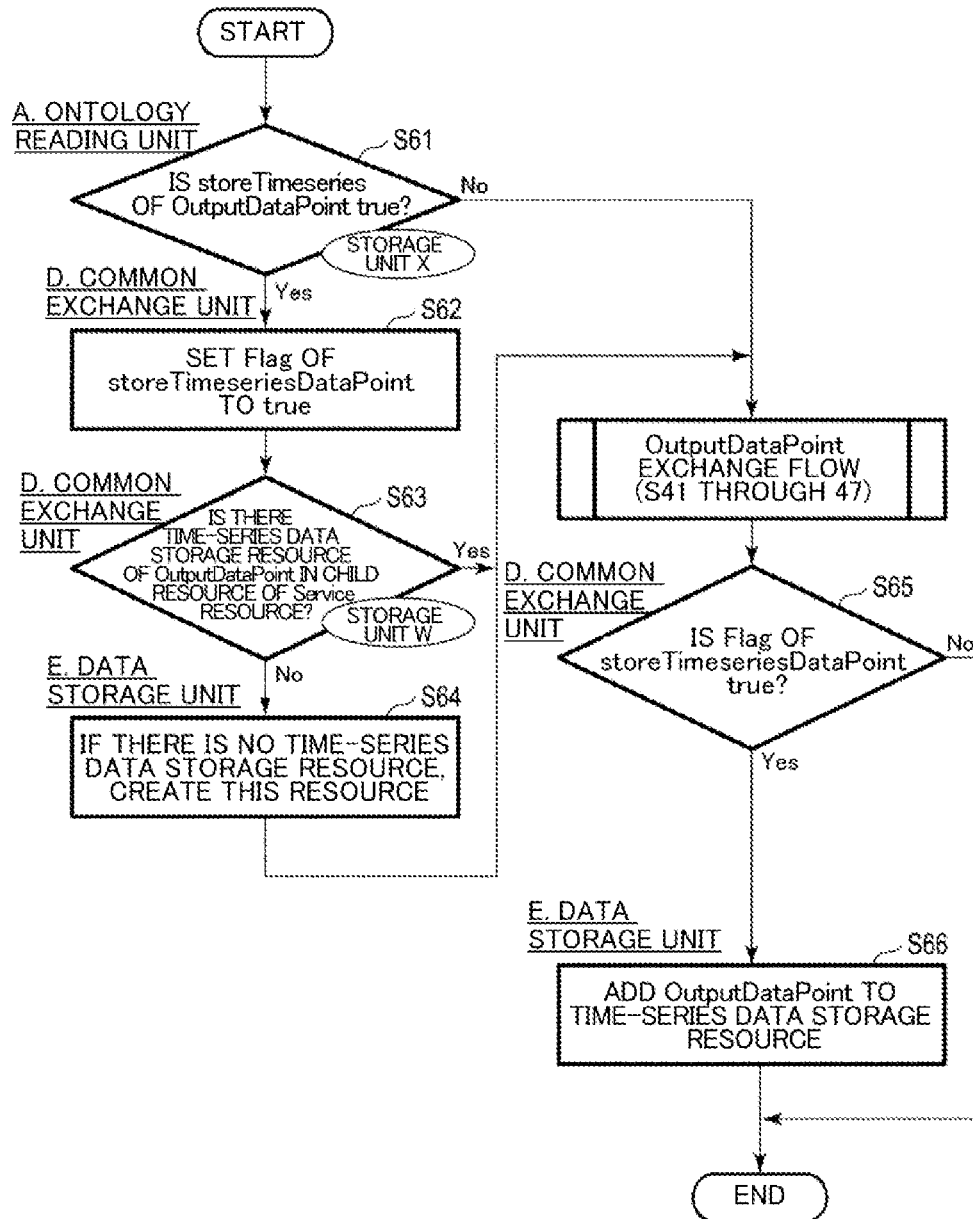 START
A. ONTOLOGY
READING UNIT
S61
IS storeTimeseries
OF OutputDataPoint true?
No
STORAGE
UNIT X
Yes
D. COMMON
EXCHANGE UNIT
S62
SET Flag OF
storeTimeseriesDataPoint
TO true
D. COMMON
EXCHANGE
UNIT
S63
IS THERE
TIME-SERIES DATA
STORAGE RESOURCE
OF OutputDataPoint IN CHILD
RESOURCE OF Service
RESOURCE?
Yes
STORAGE
UNIT W
No
E. DATA
STORAGE UNIT
S64
IF THERE IS NO TIME-SERIES
DATA STORAGE RESOURCE,
CREATE THIS RESOURCE
OutputDataPoint
EXCHANGE FLOW
(S41 THROUGH 47)
D. COMMON
EXCHANGE
UNIT
S65
IS Flag OF
storeTimeseriesDataPoint
true?
No
Yes
E. DATA
STORAGE UNIT
S66
ADD OutputDataPoint TO
TIME-SERIES DATA STORAGE
RESOURCE
END